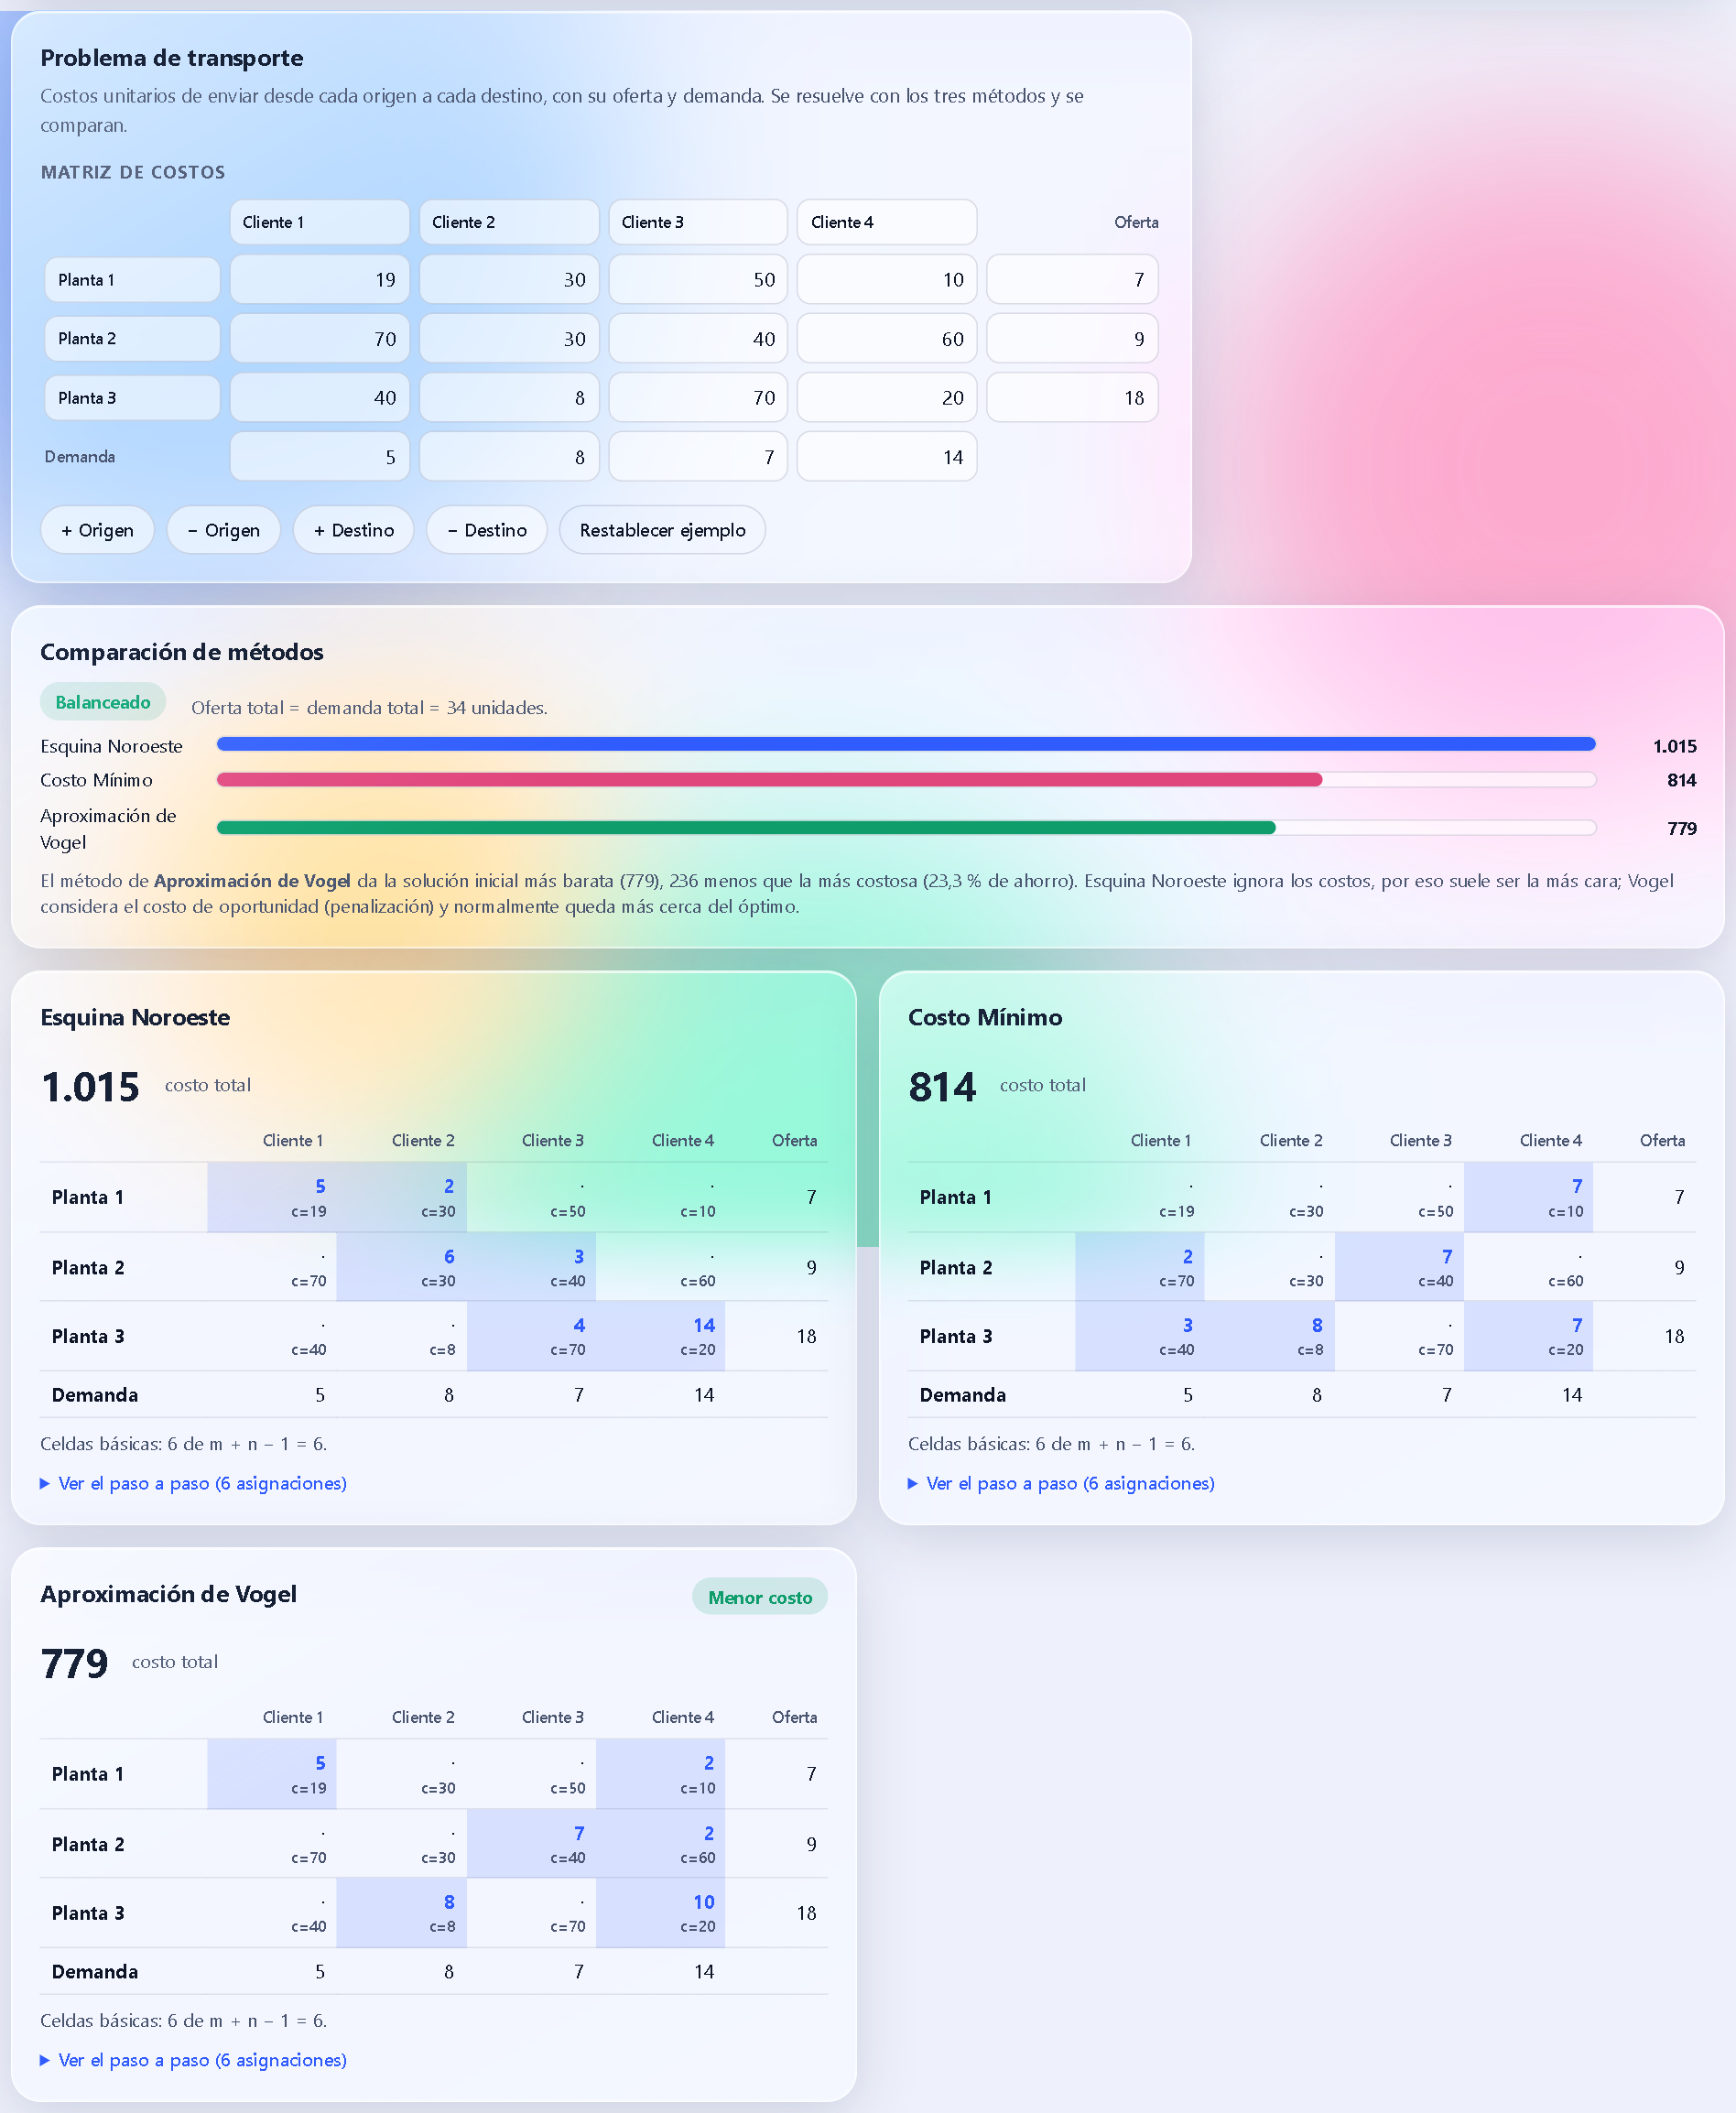 Problema de transporte
Costos unitarios de enviar desde cada origen a cada destino, con su oferta y demanda. Se resuelve con los tres métodos y se
comparan.
MATRIZ DE COSTOS
Cliente 1 Cliente 2 Cliente 3 Cliente 4 Oferta
Planta 1 19 30 50 10 7
Planta 2 70 30 40 60 9
Planta 3 40 8 70 20 18
Demanda 5 8 7 14
+ Origen − Origen + Destino − Destino Restablecer ejemplo
Comparación de métodos
Balanceado Oferta total = demanda total = 34 unidades.
Esquina Noroeste 1.015
Costo Mínimo 814
Aproximación de
Vogel 779
El método de Aproximación de Vogel da la solución inicial más barata (779), 236 menos que la más costosa (23,3 % de ahorro). Esquina Noroeste ignora los costos, por eso suele ser la más cara; Vogel
considera el costo de oportunidad (penalización) y normalmente queda más cerca del óptimo.
Esquina Noroeste
1.015 costo total
Cliente 1 Cliente 2 Cliente 3 Cliente 4 Oferta
5 2 · ·
Planta 1 7
c=19 c=30 c=50 c=10
· 6 3 ·
Planta 2 9
c=70 c=30 c=40 c=60
· · 4 14
Planta 3 18
c=40 c=8 c=70 c=20
Demanda 5 8 7 14
Celdas básicas: 6 de m + n − 1 = 6.
▶ Ver el paso a paso (6 asignaciones)
Costo Mínimo
814 costo total
Cliente 1 Cliente 2 Cliente 3 Cliente 4 Oferta
· · · 7
Planta 1 7
c=19 c=30 c=50 c=10
2 · 7 ·
Planta 2 9
c=70 c=30 c=40 c=60
3 8 · 7
Planta 3 18
c=40 c=8 c=70 c=20
Demanda 5 8 7 14
Celdas básicas: 6 de m + n − 1 = 6.
▶ Ver el paso a paso (6 asignaciones)
Aproximación de Vogel Menor costo
779 costo total
Cliente 1 Cliente 2 Cliente 3 Cliente 4 Oferta
5 · · 2
Planta 1 7
c=19 c=30 c=50 c=10
· · 7 2
Planta 2 9
c=70 c=30 c=40 c=60
· 8 · 10
Planta 3 18
c=40 c=8 c=70 c=20
Demanda 5 8 7 14
Celdas básicas: 6 de m + n − 1 = 6.
▶ Ver el paso a paso (6 asignaciones)